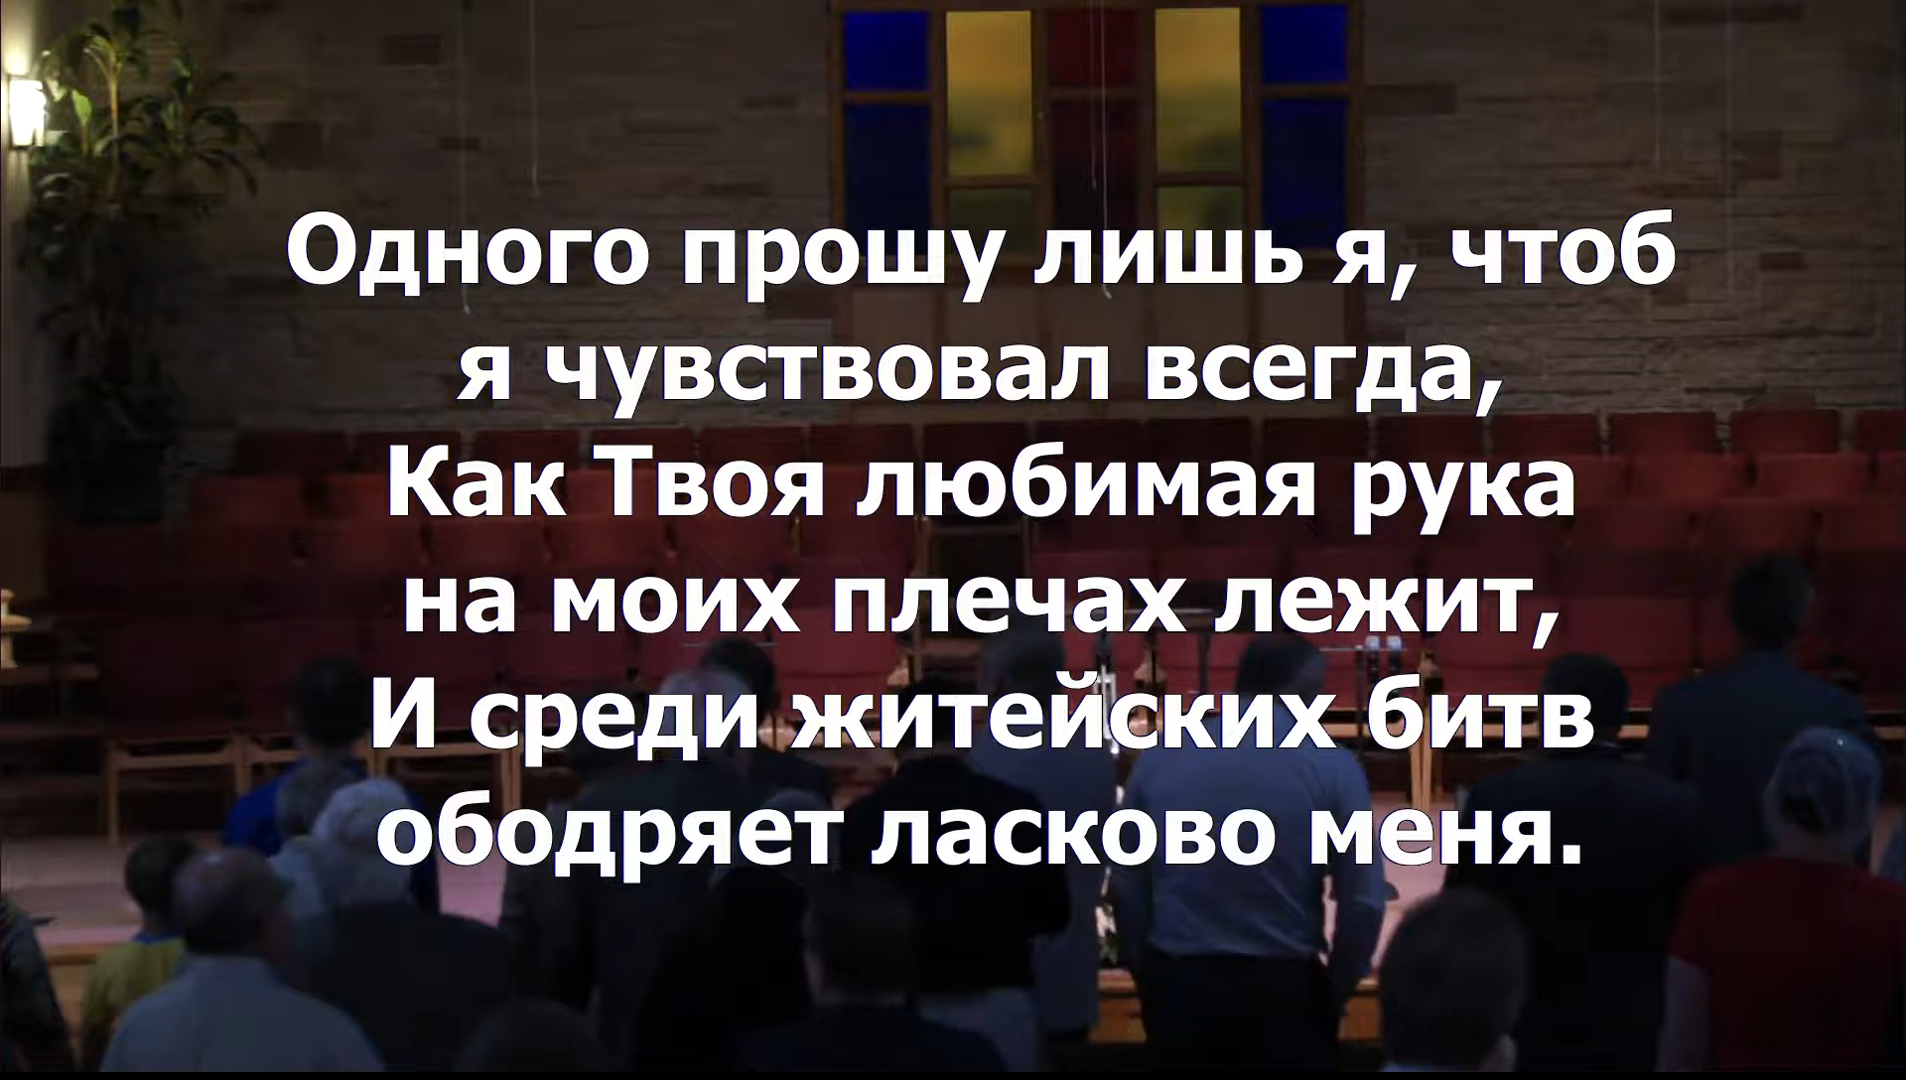 Одного прошу лишь я, чтоб
я чувствовал всегда,
Как Твоя любимая рука
на моих плечах лежит,
И среди житейских битв
ободряет ласково меня.